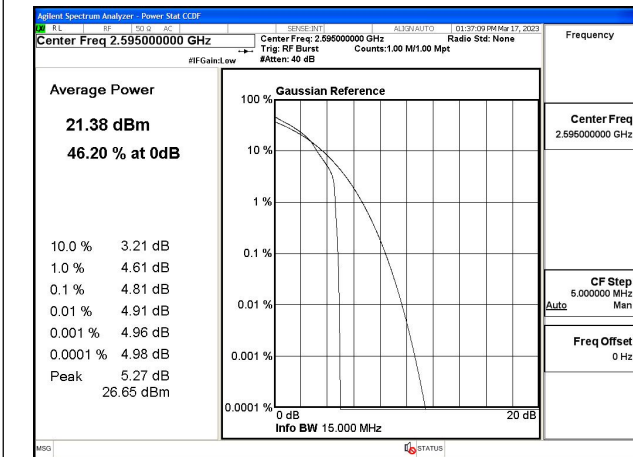 Agilent Spectrum Analyzer - Power Stat CCDF
RL RF 50 Ω AC SENSE:INT ALIGN AUTO 01:37:09 PM Mar 17, 2023
Center Freq 2.595000000 GHz
Center Freq: 2.595000000 GHz Radio Std: None
Trig: RF Burst Counts:1.00 M/1.00 Mpt
#IFGain:Low #Atten: 40 dB
Frequency
Average Power
21.38 dBm
46.20 % at 0dB
10.0 % 3.21 dB
1.0 % 4.61 dB
0.1 % 4.81 dB
0.01 % 4.91 dB
0.001 % 4.96 dB
0.0001 % 4.98 dB
Peak 5.27 dB
26.65 dBm
Gaussian Reference
100 %
10 %
1 %
0.1 %
0.01 %
0.001 %
0.0001 %
0 dB 20 dB
Info BW 15.000 MHz
Center Freq
2.595000000 GHz
CF Step
5.000000 MHz
Auto Man
Freq Offset
0 Hz
MSG STATUS